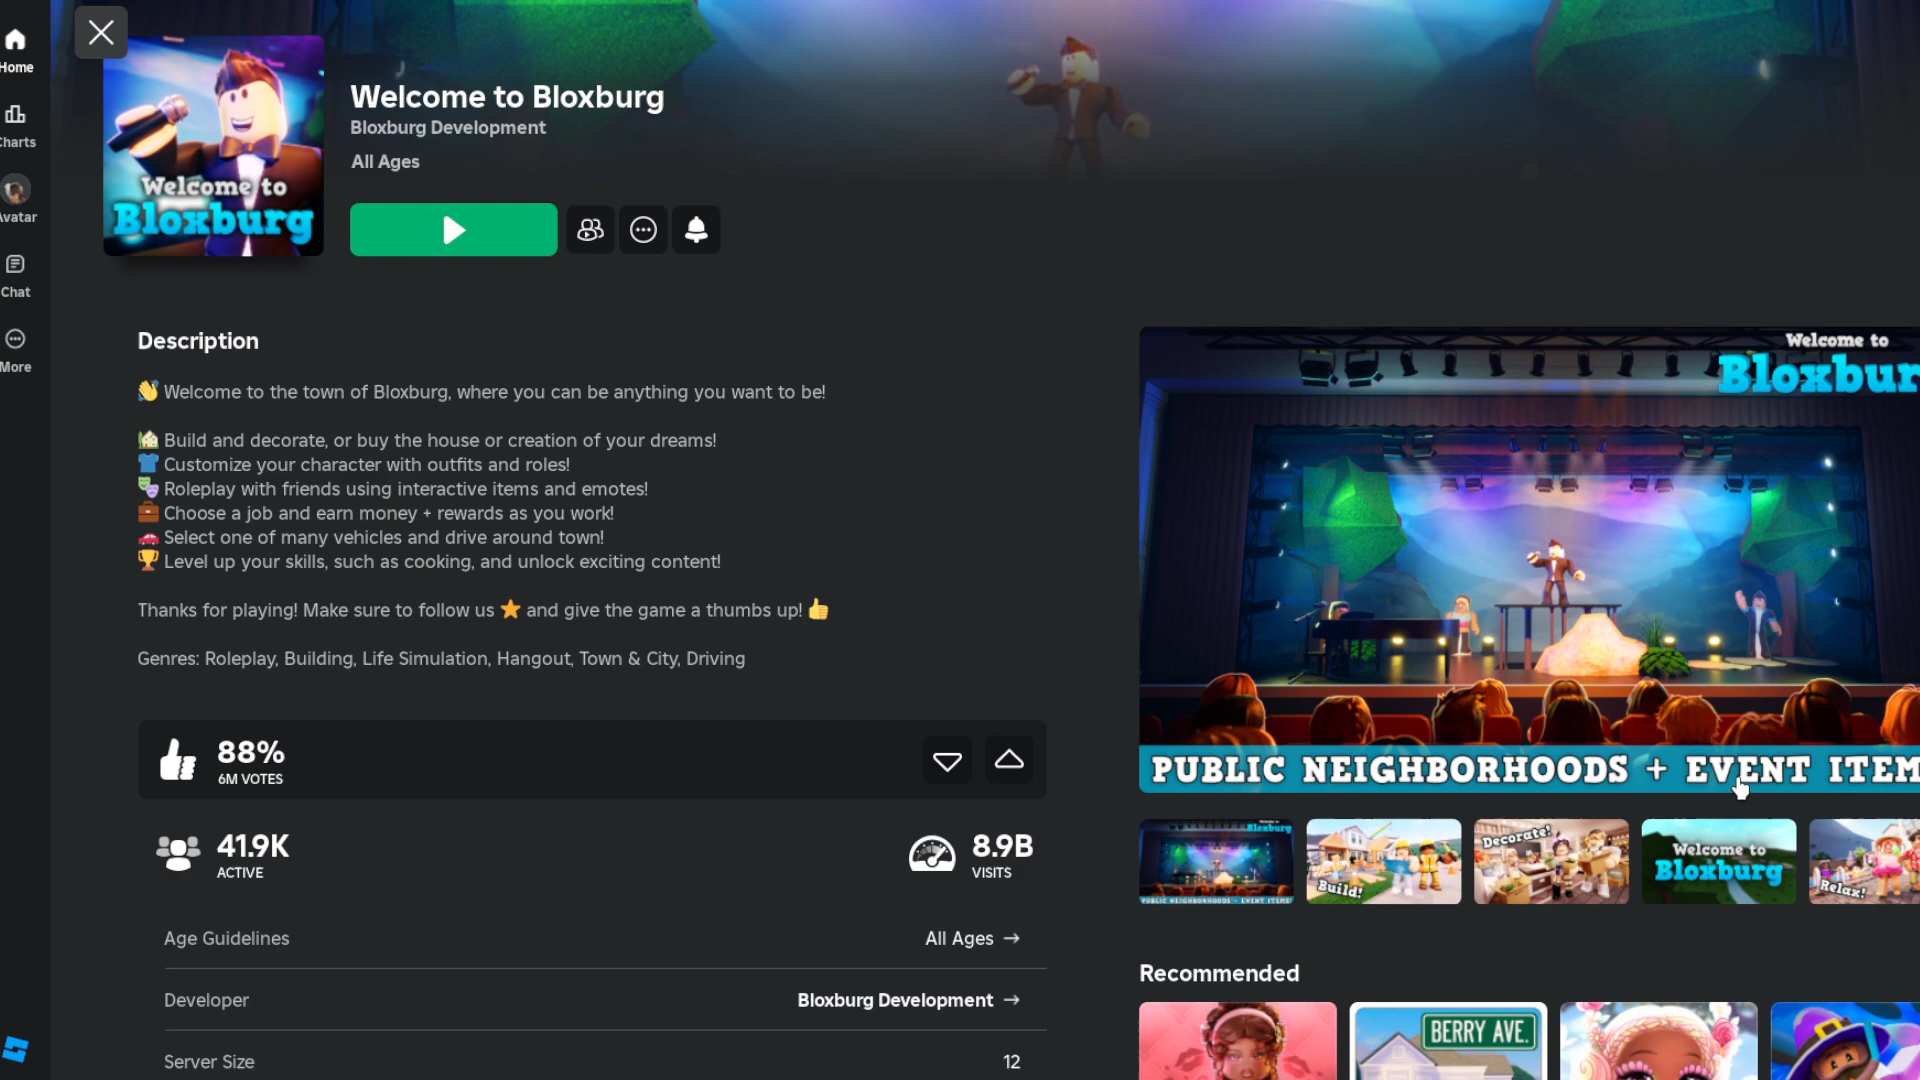 Home
Charts
Avatar
Chat
More
Welcome to
Bloxburg
Welcome to Bloxburg
Bloxburg Development
All Ages
Description
👋 Welcome to the town of Bloxburg, where you can be anything you want to be!
🏡 Build and decorate, or buy the house or creation of your dreams!
👕 Customize your character with outfits and roles!
🎭 Roleplay with friends using interactive items and emotes!
💼 Choose a job and earn money + rewards as you work!
🚗 Select one of many vehicles and drive around town!
🏆 Level up your skills, such as cooking, and unlock exciting content!
Thanks for playing! Make sure to follow us ⭐ and give the game a thumbs up! 👍
Genres: Roleplay, Building, Life Simulation, Hangout, Town & City, Driving
88%
6M VOTES
41.9K
ACTIVE
8.9B
VISITS
Age Guidelines
All Ages →
Developer
Bloxburg Development →
Server Size
12
Welcome to
Bloxbur
PUBLIC NEIGHBORHOODS + EVENT ITEM
Welcome to
Bloxburg
PUBLIC NEIGHBORHOODS + EVENT ITEMS!
Build!
Decorate!
Welcome to
Bloxburg
Relax!
Recommended
BERRY AVE.